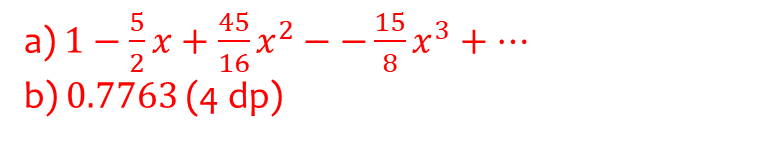 a) 1 − 5/2 x + 45/16 x² − − 15/8 x³ + ⋯
b) 0.7763 (4 dp)